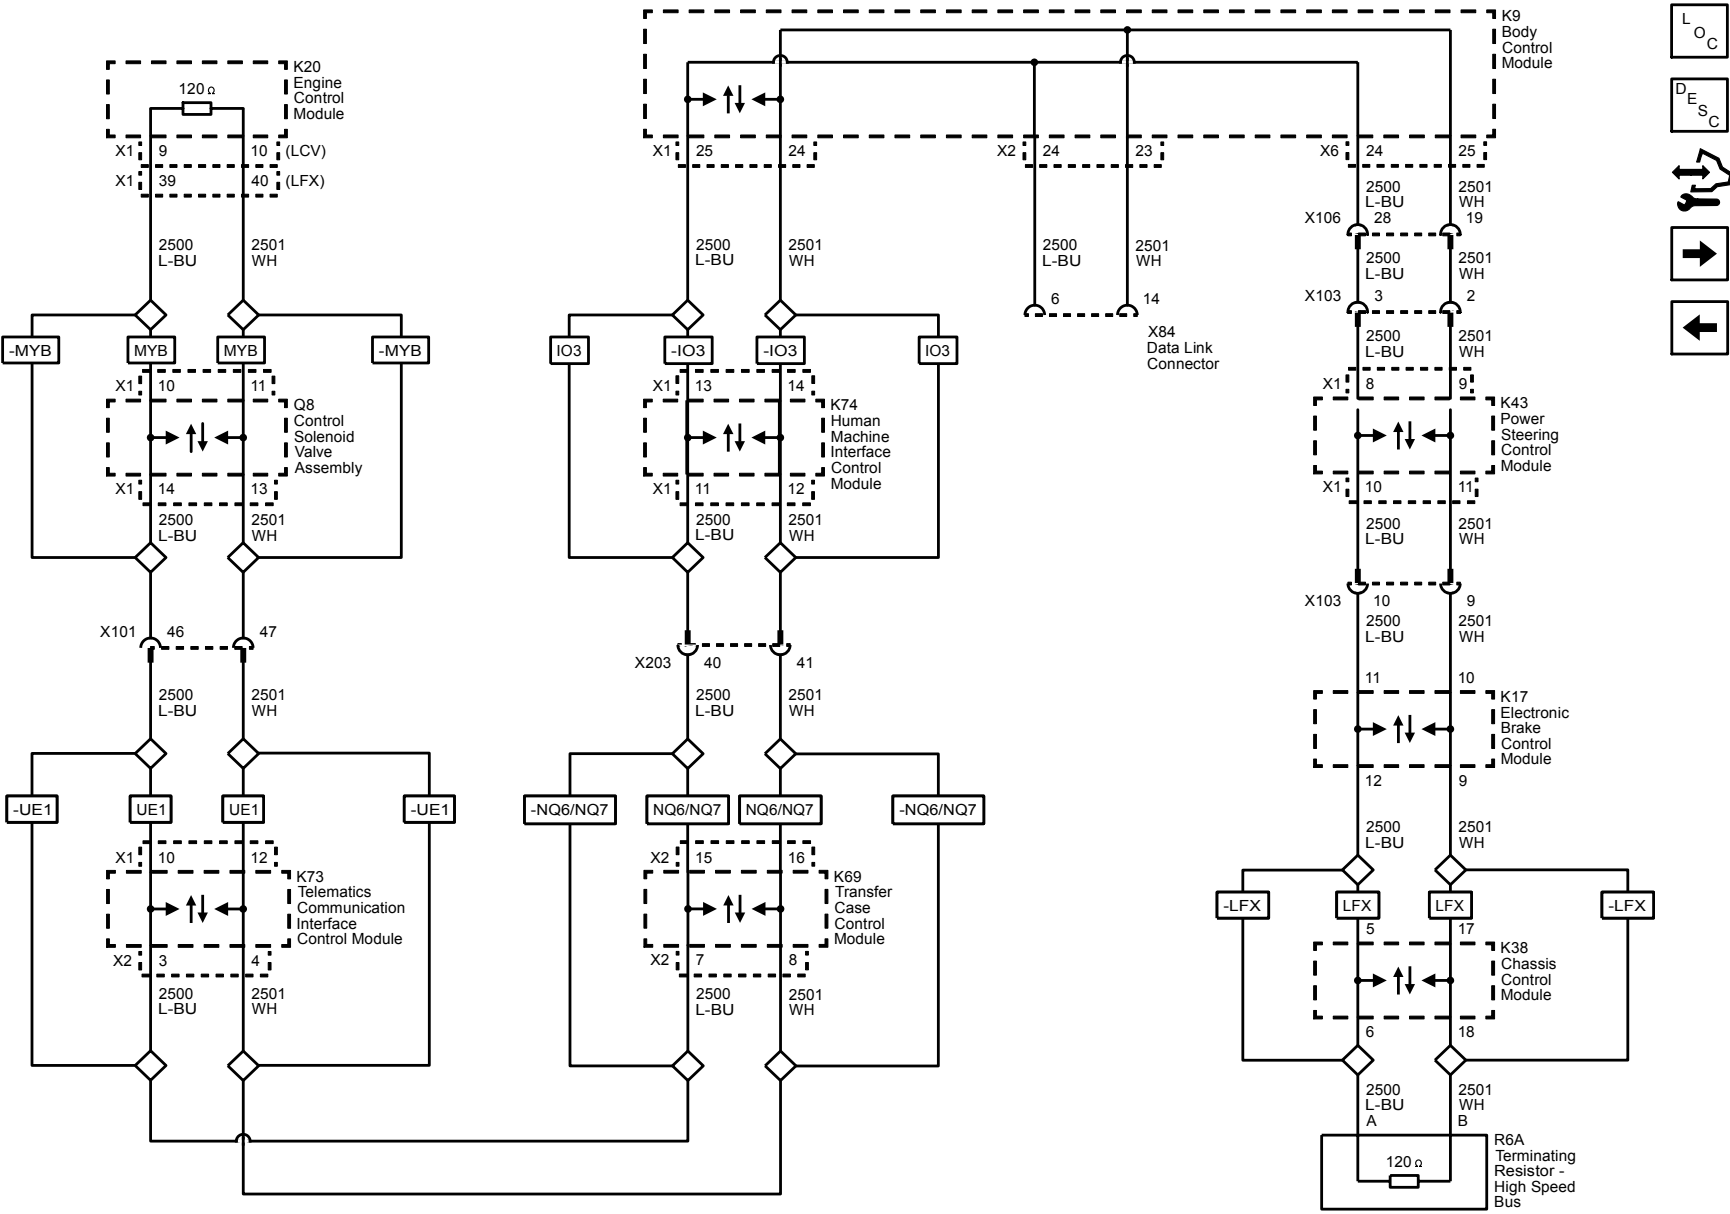 K20
Engine
Control
Module
120 Ω
X1 9 10 (LCV)
X1 39 40 (LFX)
2500
L-BU
2501
WH
-MYB
MYB
MYB
-MYB
X1 10 11
Q8
Control
Solenoid
Valve
Assembly
X1 14 13
2500
L-BU
2501
WH
X101 46 47
2500
L-BU
2501
WH
-UE1
UE1
UE1
-UE1
X1 10 12
K73
Telematics
Communication
Interface
Control Module
X2 3 4
2500
L-BU
2501
WH
K9
Body
Control
Module
X1 25 24
X2 24 23
X6 24 25
2500
L-BU
2501
WH
IO3
-IO3
-IO3
IO3
X1 13 14
K74
Human
Machine
Interface
Control
Module
X1 11 12
2500
L-BU
2501
WH
X203 40 41
2500
L-BU
2501
WH
-NQ6/NQ7
NQ6/NQ7
NQ6/NQ7
-NQ6/NQ7
X2 15 16
K69
Transfer
Case
Control
Module
X2 7 8
2500
L-BU
2501
WH
2500
L-BU
2501
WH
6 14
X84
Data Link
Connector
2500
L-BU
2501
WH
X106 28 19
2500
L-BU
2501
WH
X103 3 2
2500
L-BU
2501
WH
X1 8 9
K43
Power
Steering
Control
Module
X1 10 11
2500
L-BU
2501
WH
X103 10 9
2500
L-BU
2501
WH
11 10
K17
Electronic
Brake
Control
Module
12 9
2500
L-BU
2501
WH
-LFX
LFX
LFX
-LFX
5 17
K38
Chassis
Control
Module
6 18
2500
L-BU
2501
WH
A B
R6A
Terminating
Resistor -
High Speed
Bus
120 Ω
LOC
DESC